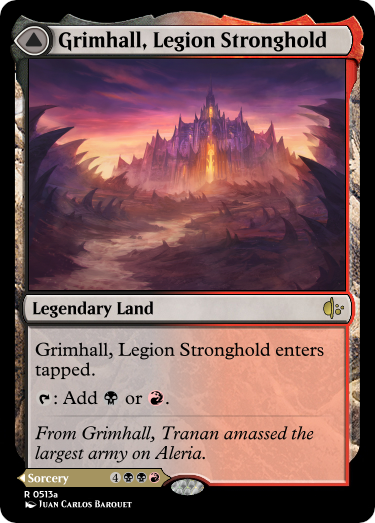 Grimhall, Legion Stronghold
Legendary Land
Grimhall, Legion Stronghold enters
tapped.
: Add or .
From Grimhall, Tranan amassed the
largest army on Aleria.
Sorcery 4
R 0513a
Juan Carlos Barquet